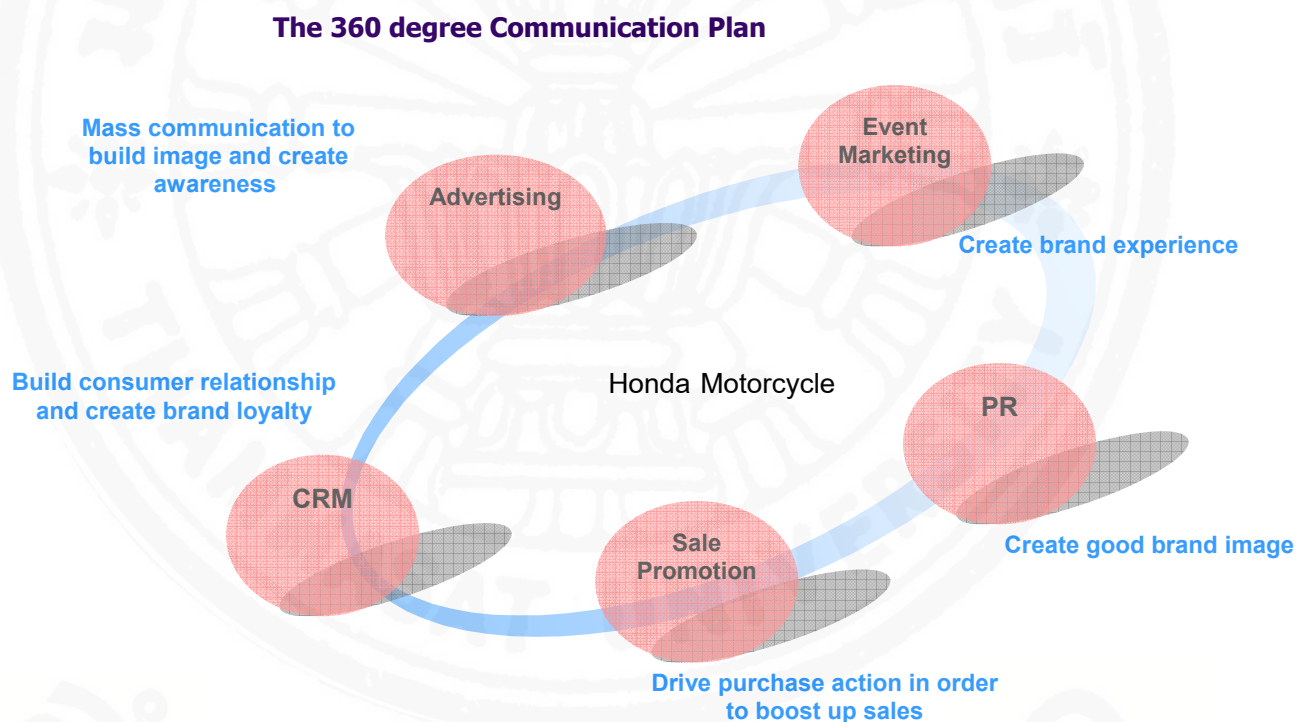 The 360 degree Communication Plan
Mass communication to
build image and create
awareness
Advertising
Event
Marketing
Create brand experience
Build consumer relationship
and create brand loyalty
Honda Motorcycle
PR
CRM
Sale
Promotion
Create good brand image
Drive purchase action in order
to boost up sales